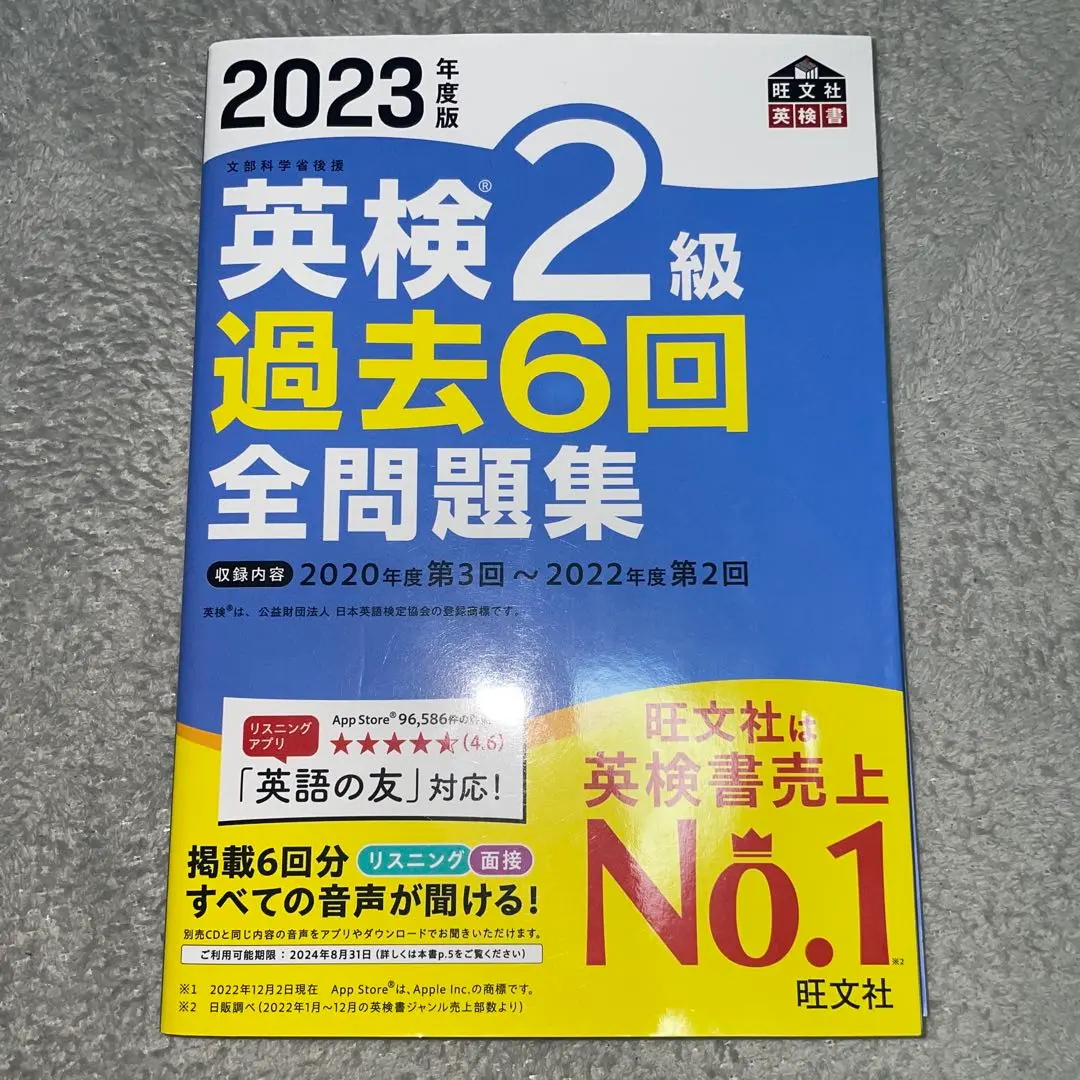 2023年度版
旺文社
英検書
文部科学省後援
英検®2級
過去6回
全問題集
収録内容 2020年度 第3回 ~ 2022年度 第2回
英検®は、公益財団法人 日本英語検定協会の登録商標です。
リスニング
アプリ
App Store® 96,586件の
★★★★★(4.6)
「英語の友」対応!
旺文社は
英検書売上
No.1
※2
掲載6回分 リスニング 面接
すべての音声が聞ける!
別売CDと同じ内容の音声をアプリやダウンロードでお聞きいただけます。
ご利用可能期限:2024年8月31日(詳しくは本書p.5をご覧ください)
※1 2022年12月2日現在 App Store®は、Apple Inc.の商標です。
※2 日販調べ(2022年1月~12月の英検書ジャンル売上部数より)
旺文社